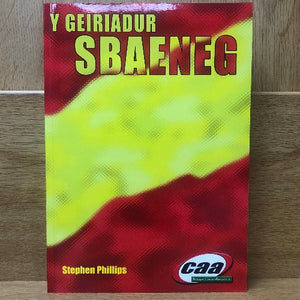 Y GEIRIADUR
SBAENEG
Stephen Phillips
caa